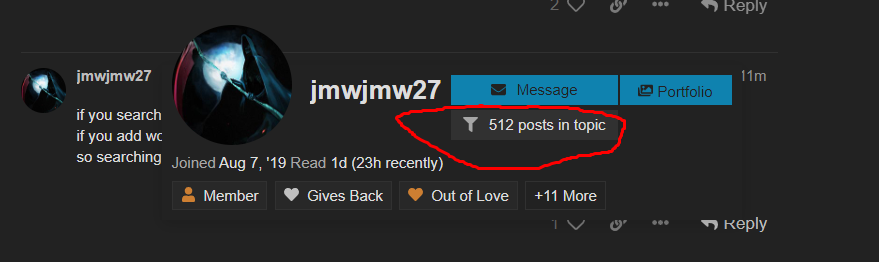 2 Reply
jmwjmw27
jmwjmw27
Message
Portfolio
11m
512 posts in topic
if you search
if you add wo
so searching
Joined Aug 7, '19 Read 1d (23h recently)
Member
Gives Back
Out of Love
+11 More
1 Reply